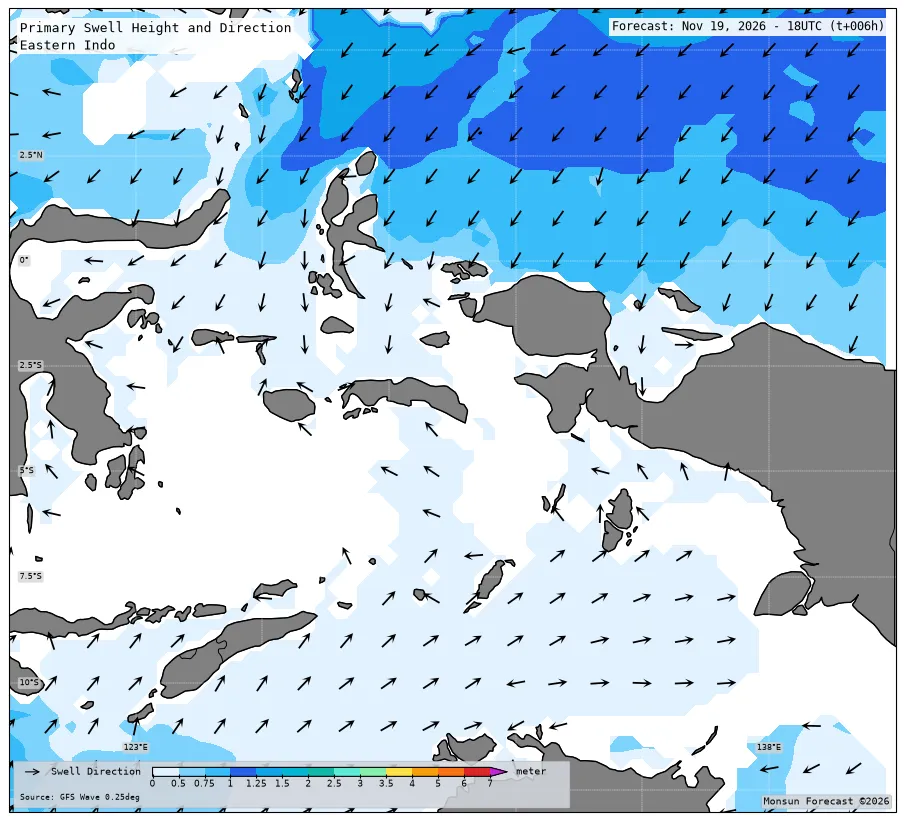 Primary Swell Height and Direction
Eastern Indo
Forecast: Nov 19, 2026 - 18UTC (t+006h)
2.5°N
0°
2.5°S
5°S
7.5°S
10°S
123°E
138°E
Swell Direction
meter
0 0.5 0.75 1 1.25 1.5 2 2.5 3 3.5 4 5 6 7
Source: GFS Wave 0.25deg
Monsun Forecast ©2026